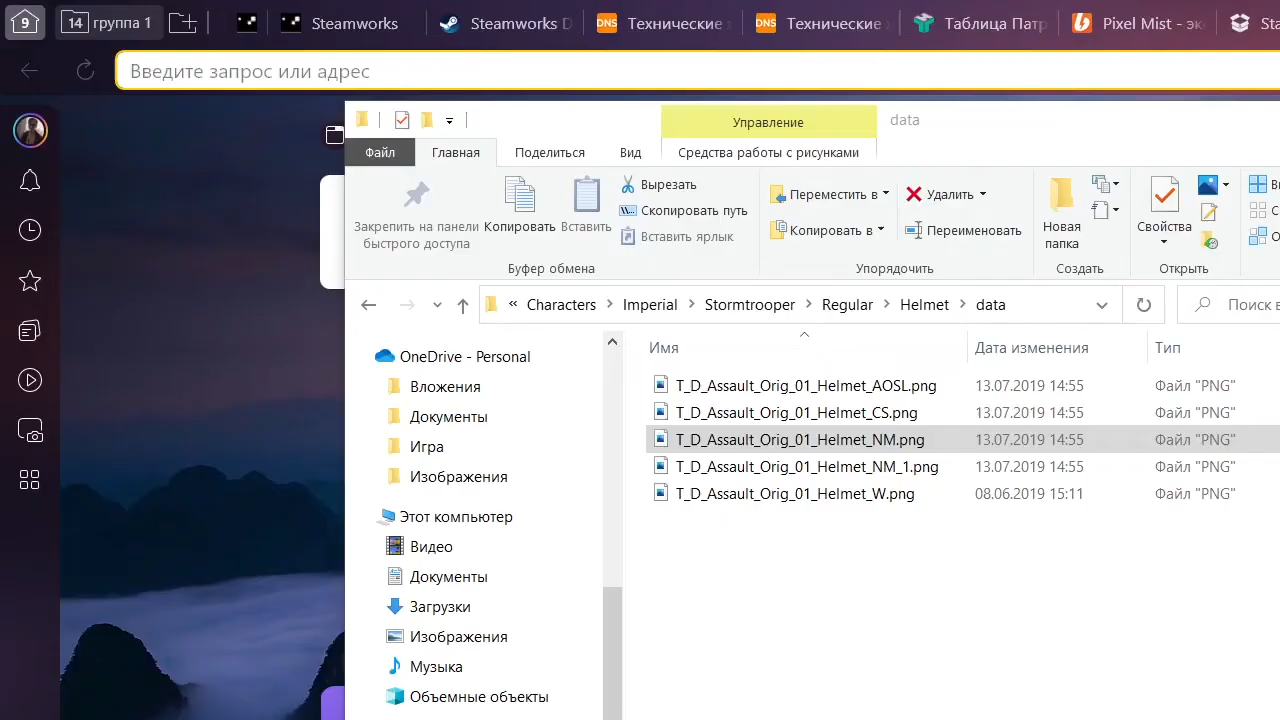 9
14 группа 1
Steamworks
Steamworks D
DNS Технические
DNS Технические
Таблица Патр
Pixel Mist - эк
Sta
Введите запрос или адрес
Управление
data
Файл
Главная
Поделиться
Вид
Средства работы с рисунками
Закрепить на панели
быстрого доступа
Копировать
Вставить
Вырезать
Скопировать путь
Вставить ярлык
Буфер обмена
Переместить в
Копировать в
Удалить
Переименовать
Упорядочить
Новая
папка
Создать
Свойства
Открыть
« Characters
Imperial
Stormtrooper
Regular
Helmet
data
Поиск в
Имя
Дата изменения
Тип
OneDrive - Personal
Вложения
Документы
Игра
Изображения
Этот компьютер
Видео
Документы
Загрузки
Изображения
Музыка
Объемные объекты
T_D_Assault_Orig_01_Helmet_AOSL.png 13.07.2019 14:55 Файл "PNG"
T_D_Assault_Orig_01_Helmet_CS.png 13.07.2019 14:55 Файл "PNG"
T_D_Assault_Orig_01_Helmet_NM.png 13.07.2019 14:55 Файл "PNG"
T_D_Assault_Orig_01_Helmet_NM_1.png 13.07.2019 14:55 Файл "PNG"
T_D_Assault_Orig_01_Helmet_W.png 08.06.2019 15:11 Файл "PNG"